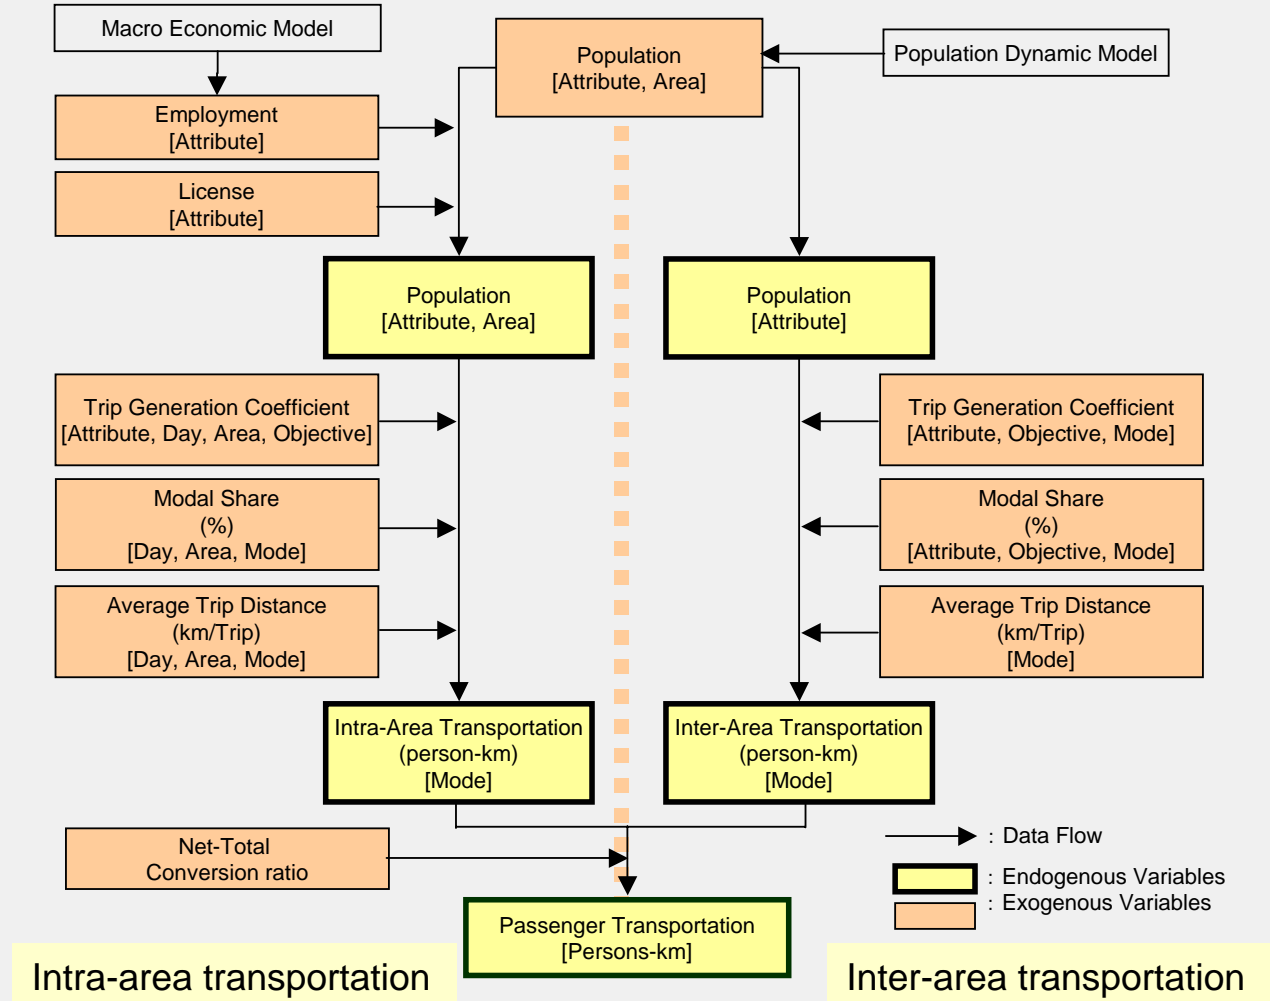 Macro Economic Model
Population
[Attribute, Area]
Population Dynamic Model
Employment
[Attribute]
License
[Attribute]
Population
[Attribute, Area]
Population
[Attribute]
Trip Generation Coefficient
[Attribute, Day, Area, Objective]
Trip Generation Coefficient
[Attribute, Objective, Mode]
Modal Share
(%)
[Day, Area, Mode]
Modal Share
(%)
[Attribute, Objective, Mode]
Average Trip Distance
(km/Trip)
[Day, Area, Mode]
Average Trip Distance
(km/Trip)
[Mode]
Intra-Area Transportation
(person-km)
[Mode]
Inter-Area Transportation
(person-km)
[Mode]
Net-Total
Conversion ratio
: Data Flow
: Endogenous Variables
: Exogenous Variables
Passenger Transportation
[Persons-km]
Intra-area transportation
Inter-area transportation